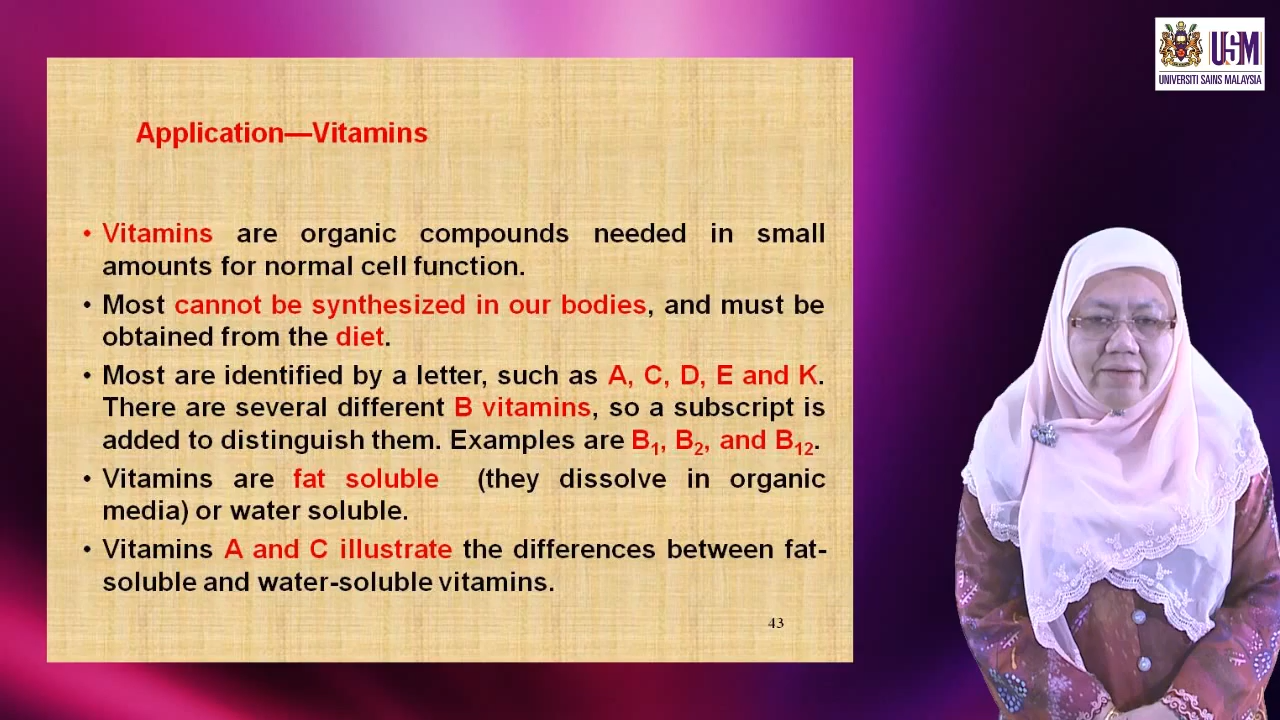 USM
UNIVERSITI SAINS MALAYSIA
Application—Vitamins
• Vitamins are organic compounds needed in small
amounts for normal cell function.
• Most cannot be synthesized in our bodies, and must be
obtained from the diet.
• Most are identified by a letter, such as A, C, D, E and K.
There are several different B vitamins, so a subscript is
added to distinguish them. Examples are B₁, B₂, and B₁₂.
• Vitamins are fat soluble (they dissolve in organic
media) or water soluble.
• Vitamins A and C illustrate the differences between fat-
soluble and water-soluble vitamins.
43